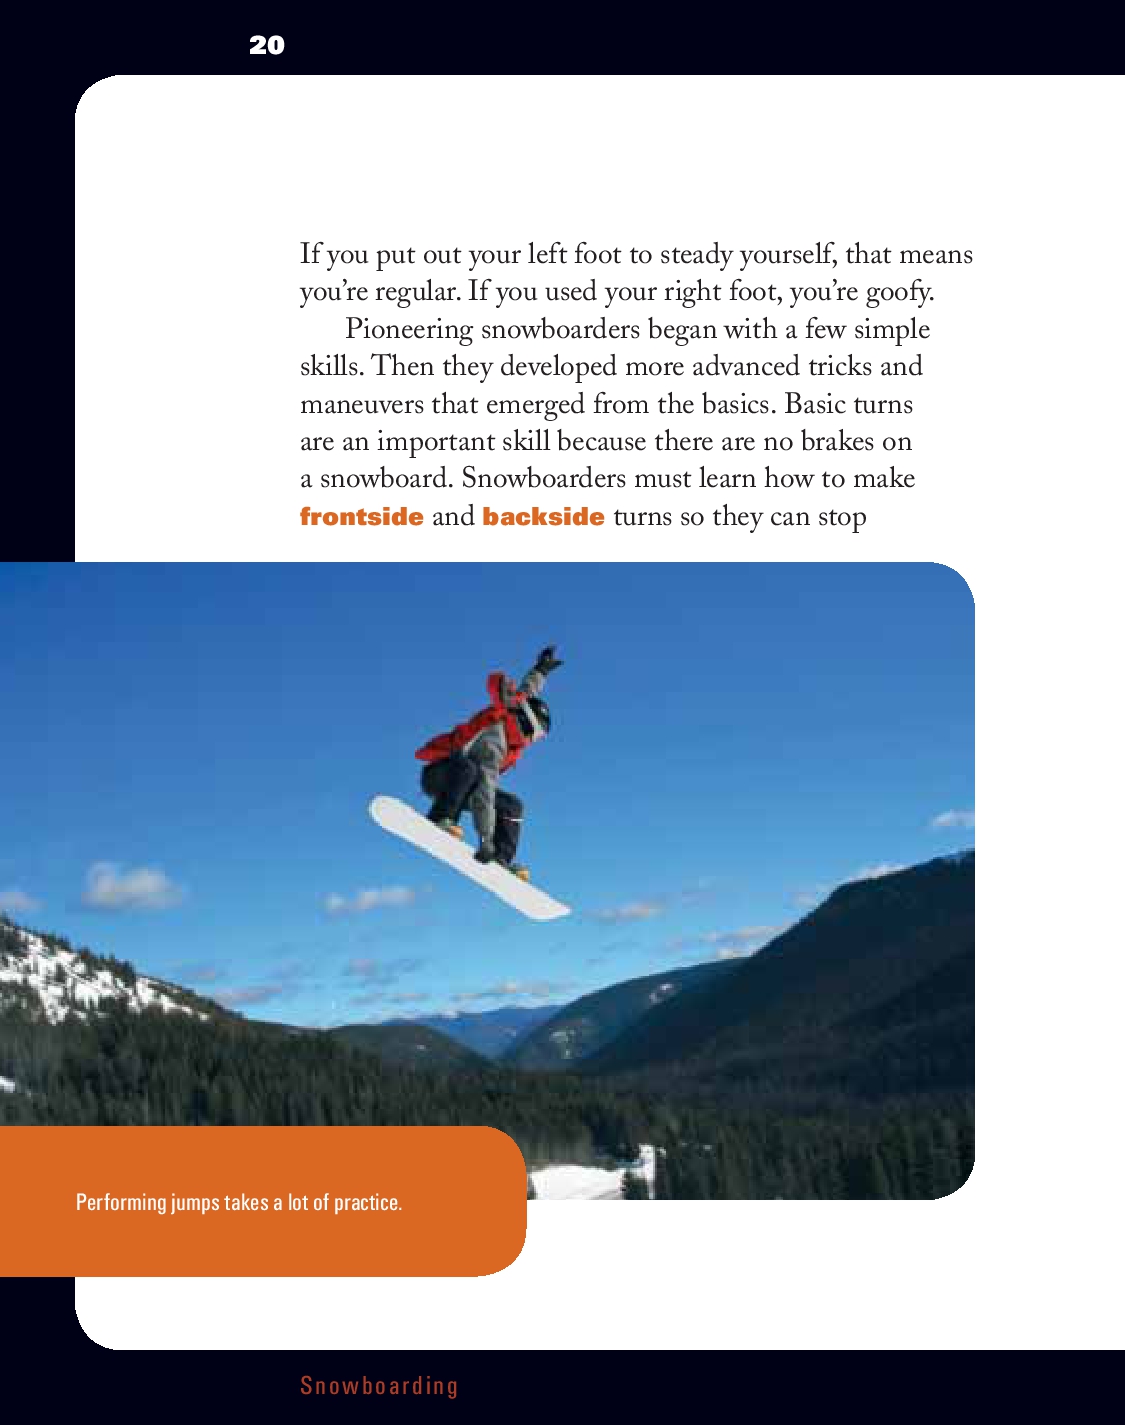 20
If you put out your left foot to steady yourself, that means
you’re regular. If you used your right foot, you’re goofy.
Pioneering snowboarders began with a few simple
skills. Then they developed more advanced tricks and
maneuvers that emerged from the basics. Basic turns
are an important skill because there are no brakes on
a snowboard. Snowboarders must learn how to make
frontside and backside turns so they can stop
Performing jumps takes a lot of practice.
Snowboarding